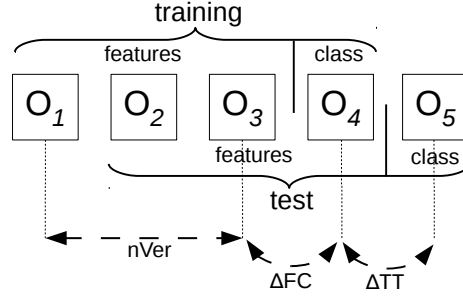 training
features class
O1 O2 O3 O4 O5
features class
test
nVer
ΔFC ΔTT